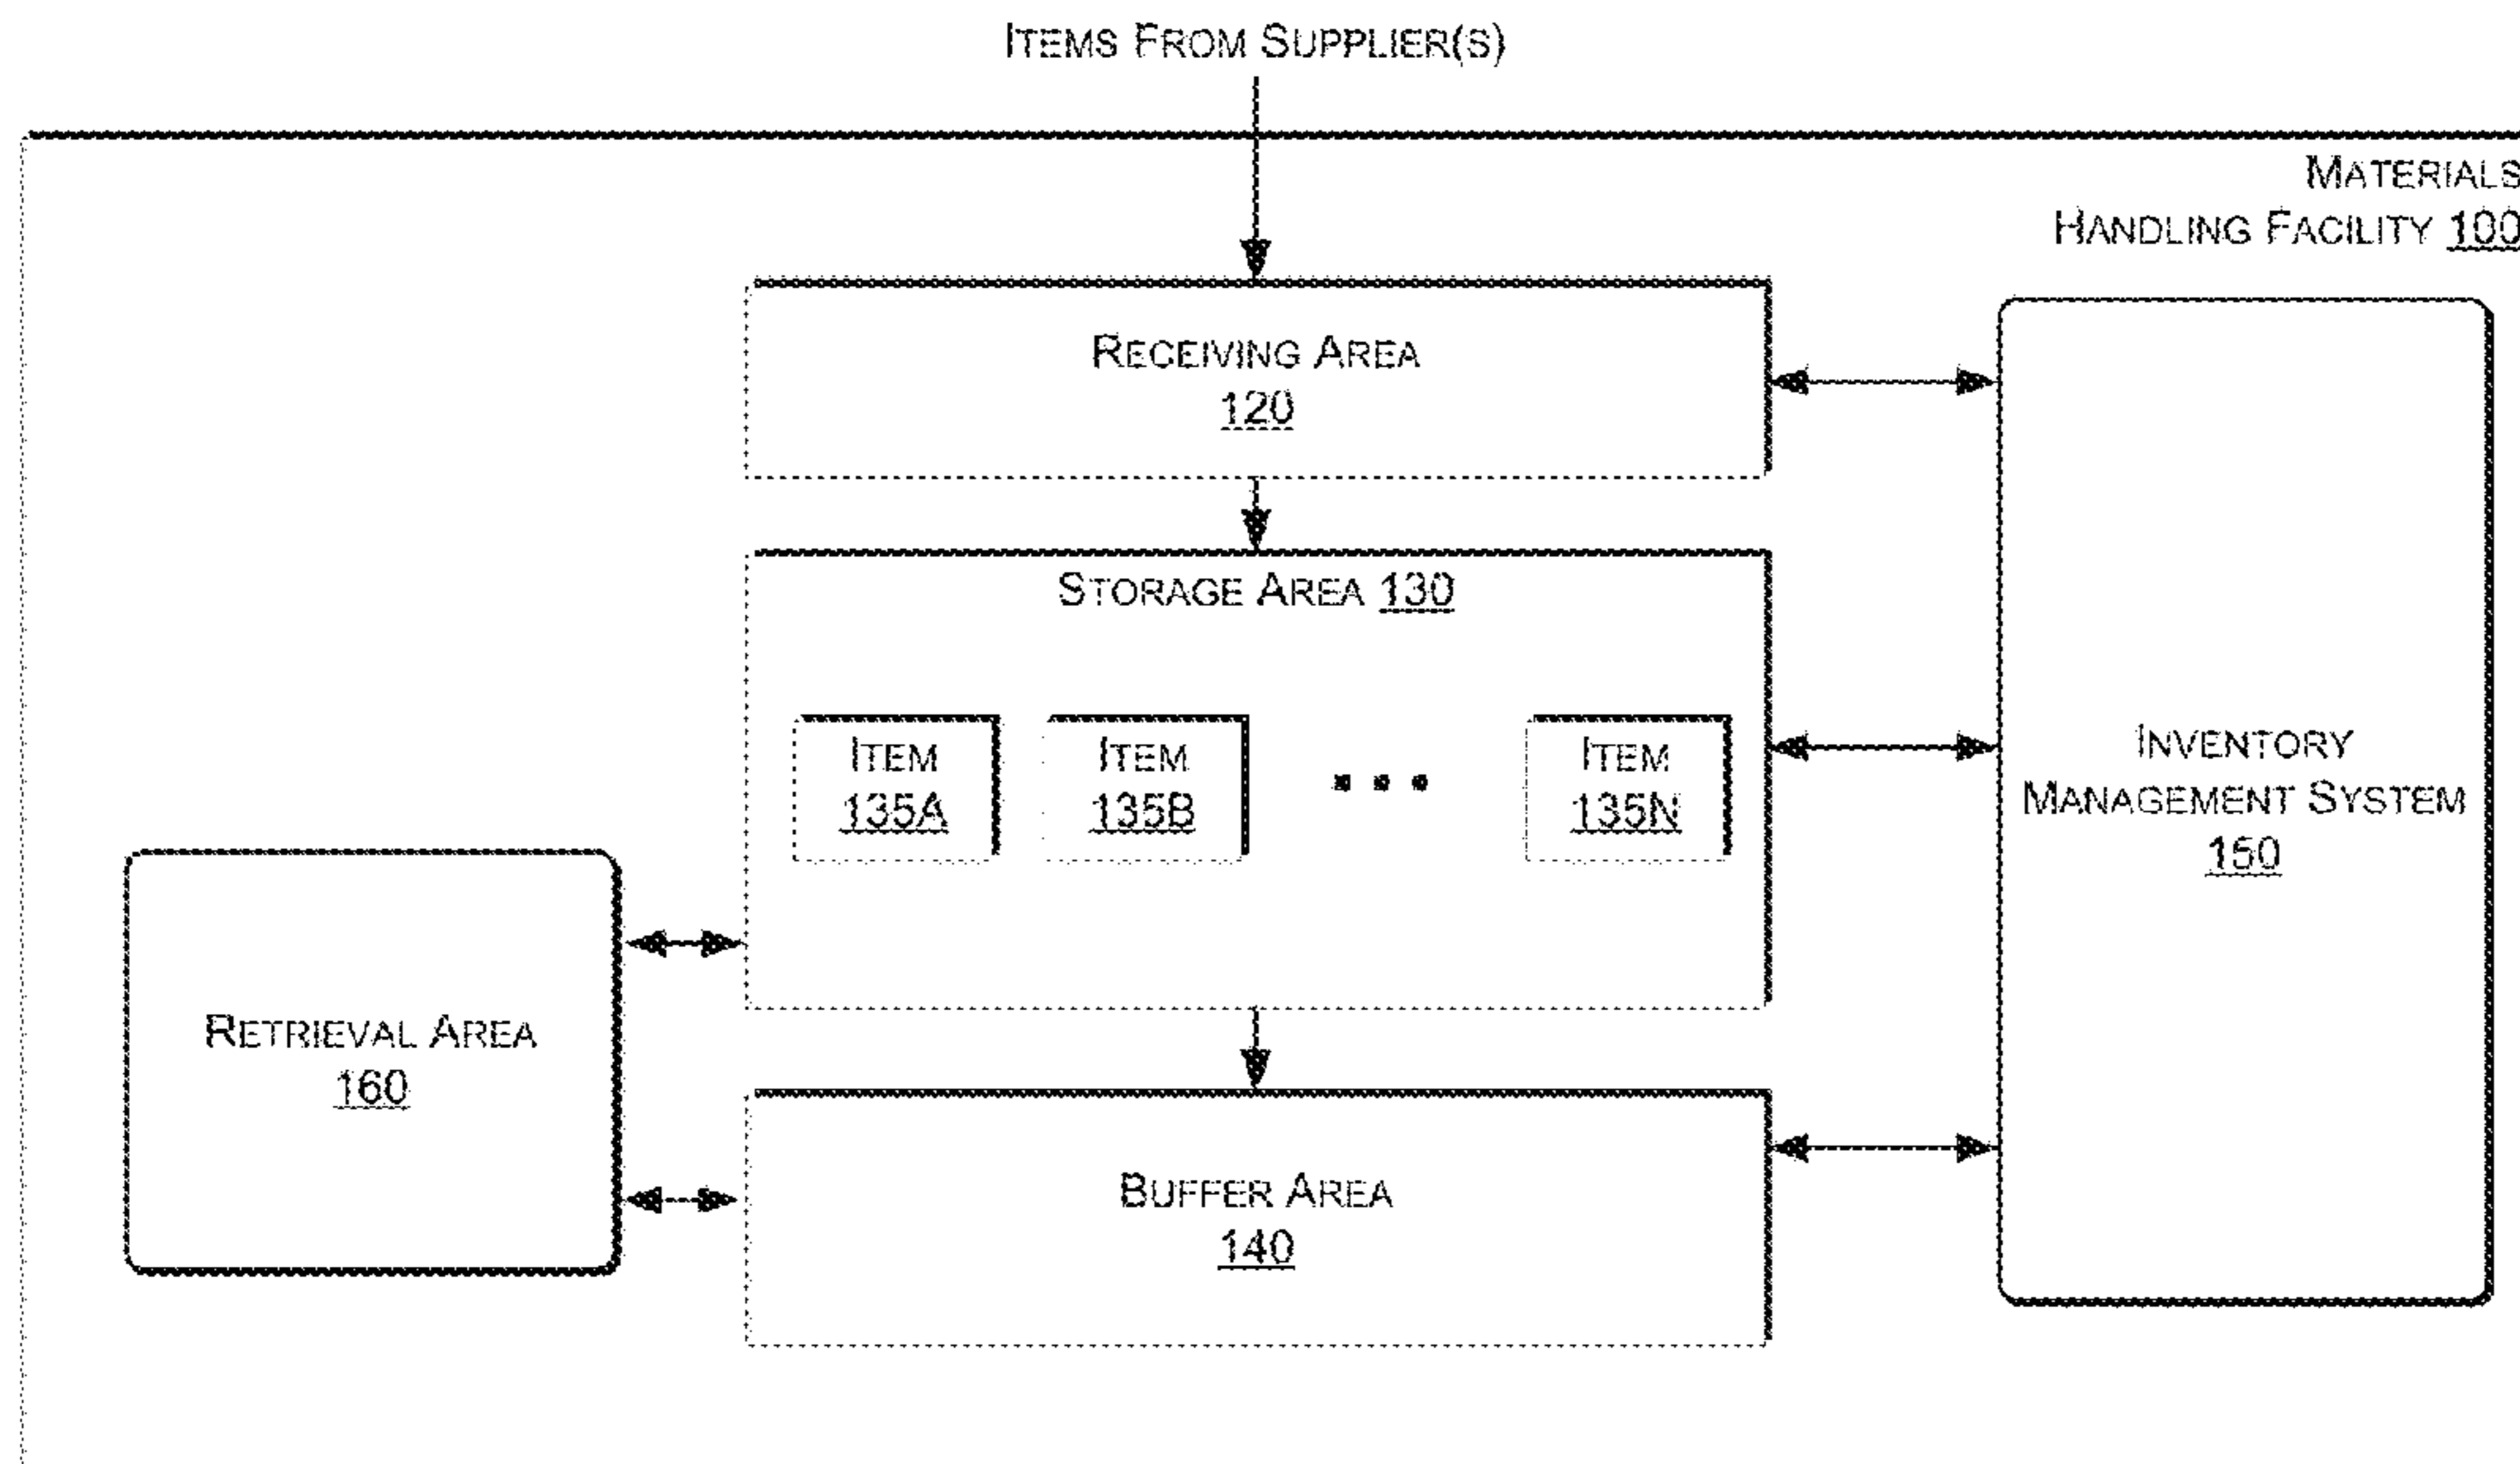 ITEMS FROM SUPPLIER(S)
MATERIALS
HANDLING FACILITY 100
RECEIVING AREA
120
STORAGE AREA 130
ITEM
135A
ITEM
135B
ITEM
135N
INVENTORY
MANAGEMENT SYSTEM
150
RETRIEVAL AREA
160
BUFFER AREA
140